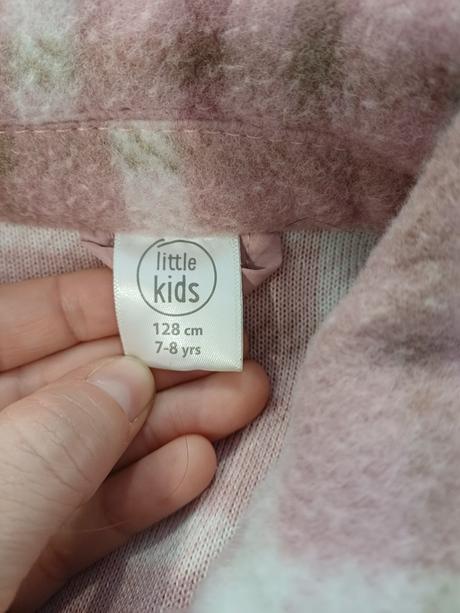 little
kids
128 cm
7-8 yrs